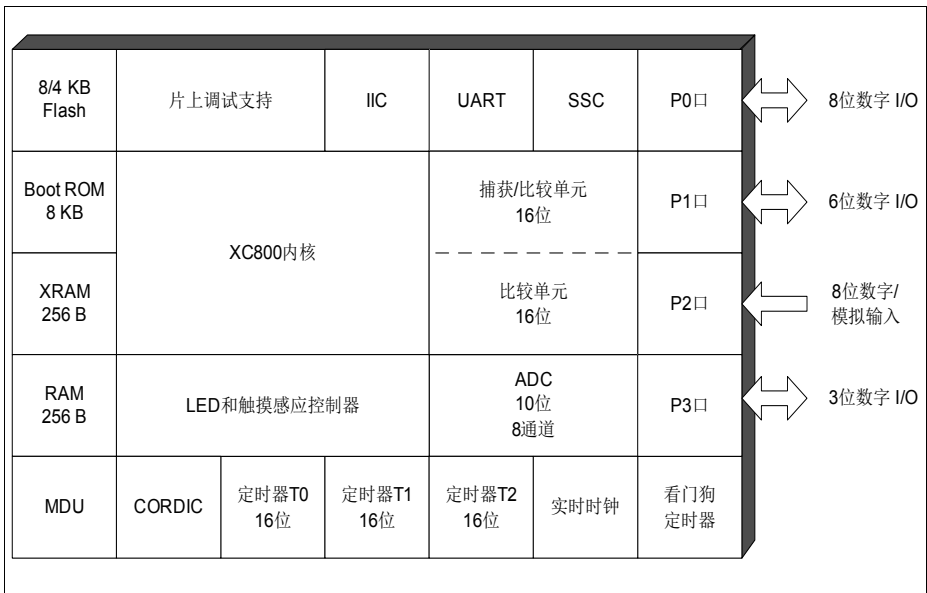 8/4 KB
Flash
片上调试支持
IIC
UART
SSC
P0口
8位数字 I/O
Boot ROM
8 KB
XC800内核
捕获/比较单元
16位
P1口
6位数字 I/O
XRAM
256 B
比较单元
16位
P2口
8位数字/
模拟输入
RAM
256 B
LED和触摸感应控制器
ADC
10位
8通道
P3口
3位数字 I/O
MDU
CORDIC
定时器T0
16位
定时器T1
16位
定时器T2
16位
实时时钟
看门狗
定时器